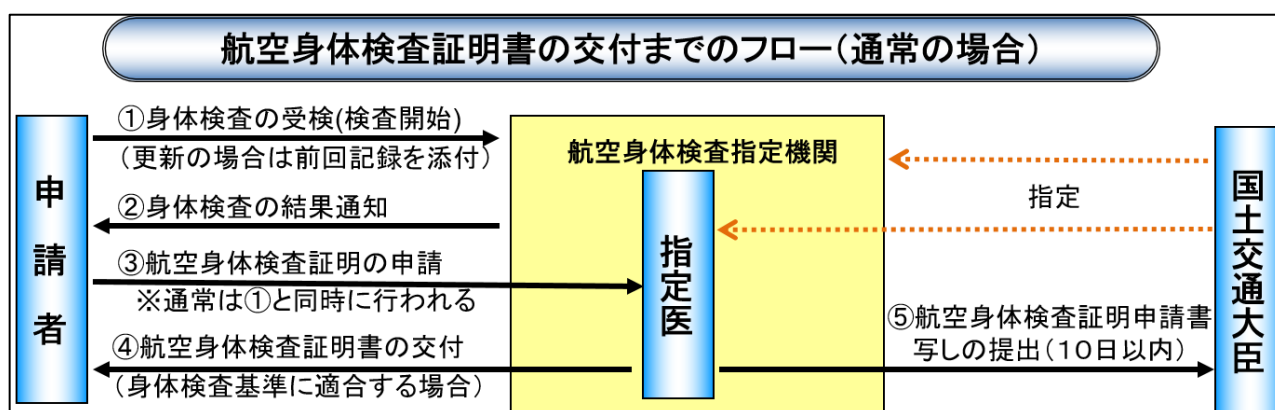 航空身体検査証明書の交付までのフロー(通常の場合)
申請者
①身体検査の受検(検査開始)
(更新の場合は前回記録を添付)
②身体検査の結果通知
③航空身体検査証明の申請
※通常は①と同時に行われる
④航空身体検査証明書の交付
(身体検査基準に適合する場合)
航空身体検査指定機関
指定医
指定
⑤航空身体検査証明申請書
写しの提出(10日以内)
国土交通大臣